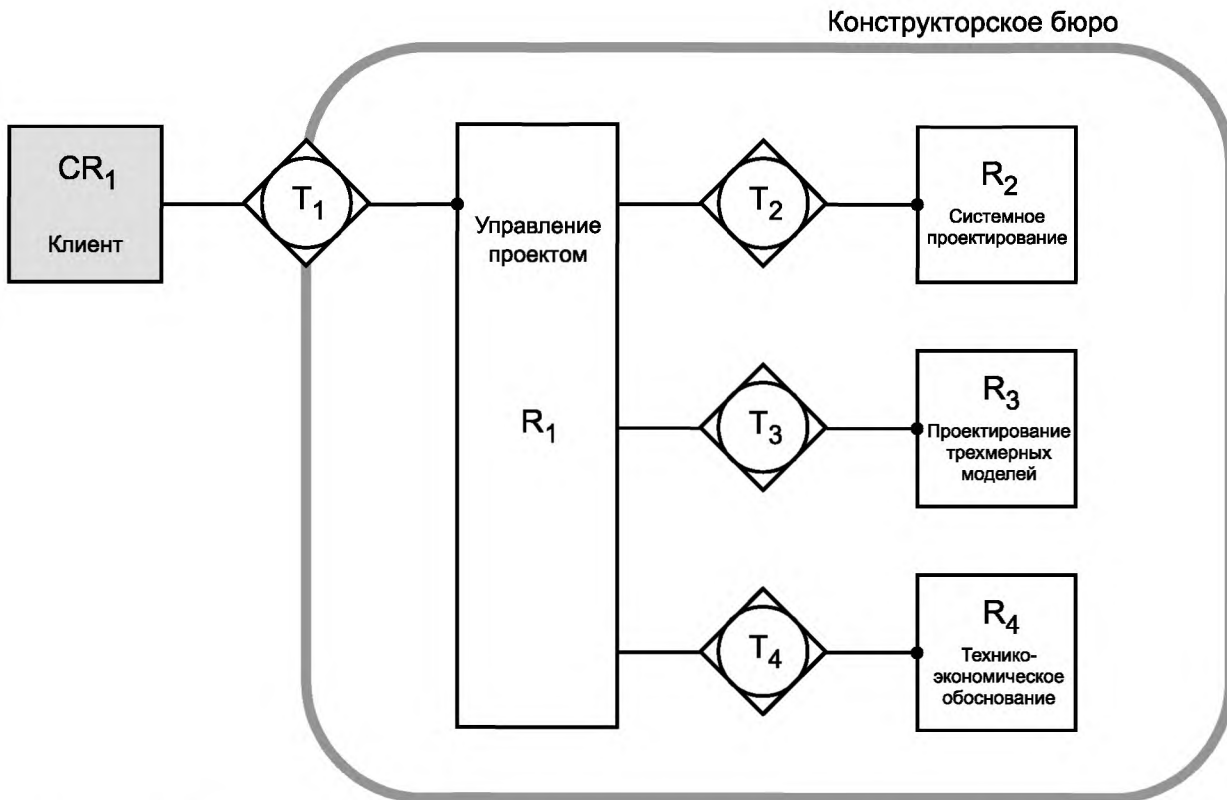 Конструкторское бюро
CR₁
Клиент
T₁
Управление
проектом
R₁
T₂
R₂
Системное
проектирование
T₃
R₃
Проектирование
трехмерных
моделей
T₄
R₄
Технико-
экономическое
обоснование